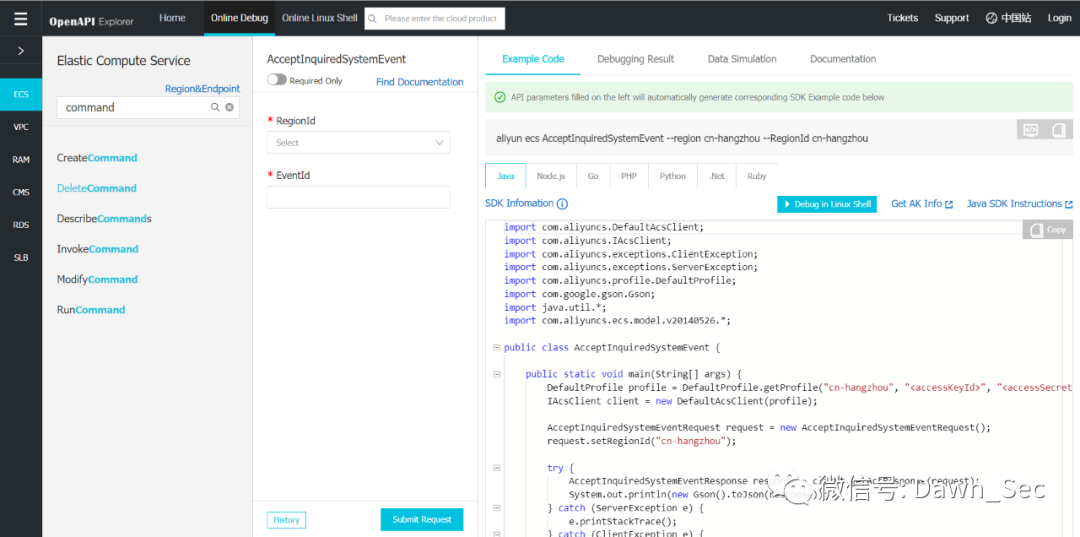 OpenAPI Explorer
Home
Online Debug
Online Linux Shell
Please enter the cloud product
Tickets
Support
中国站
Login
ECS
VPC
RAM
CMS
RDS
SLB
Elastic Compute Service
Region&Endpoint
command
CreateCommand
DeleteCommand
DescribeCommands
InvokeCommand
ModifyCommand
RunCommand
AcceptInquiredSystemEvent
Required Only
Find Documentation
* RegionId
Select
* EventId
History
Submit Request
Example Code
Debugging Result
Data Simulation
Documentation
API parameters filled on the left will automatically generate corresponding SDK Example code below
aliyun ecs AcceptInquiredSystemEvent --region cn-hangzhou --RegionId cn-hangzhou
Java
Node.js
Go
PHP
Python
.Net
Ruby
SDK Infomation
Debug in Linux Shell
Get AK Info
Java SDK Instructions
Copy
import com.aliyuncs.DefaultAcsClient;
import com.aliyuncs.IAcsClient;
import com.aliyuncs.exceptions.ClientException;
import com.aliyuncs.exceptions.ServerException;
import com.aliyuncs.profile.DefaultProfile;
import com.google.gson.Gson;
import java.util.*;
import com.aliyuncs.ecs.model.v20140526.*;
public class AcceptInquiredSystemEvent {
public static void main(String[] args) {
DefaultProfile profile = DefaultProfile.getProfile("cn-hangzhou", "<accessKeyId>", "<accessSecret
IAcsClient client = new DefaultAcsClient(profile);
AcceptInquiredSystemEventRequest request = new AcceptInquiredSystemEventRequest();
request.setRegionId("cn-hangzhou");
try {
AcceptInquiredSystemEventResponse (request);
System.out.println(new Gson().toJson(
} catch (ServerException e) {
e.printStackTrace();
} catch (ClientException e) {
微信号: Dawn_Sec